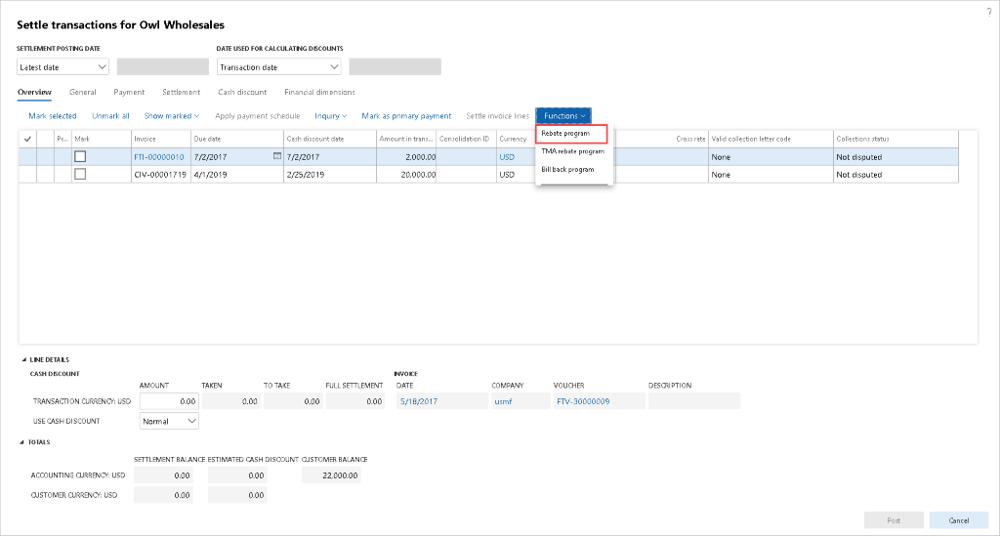 ?
Settle transactions for Owl Wholesales
SETTLEMENT POSTING DATE DATE USED FOR CALCULATING DISCOUNTS
Latest date Transaction date
Overview General Payment Settlement Cash discount Financial dimensions
Mark selected Unmark all Show marked Apply payment schedule Inquiry Mark as primary payment Settle invoice lines Functions
Pr... Mark Invoice Due date Cash discount date Amount in trans... Consolidation ID Currency Cross rate Valid collection letter code Collections status
FTI-00000010 7/2/2017 7/2/2017 2,000.00 USD None Not disputed
CIV-00001719 4/1/2019 2/25/2019 20,000.00 USD None Not disputed
Rebate program
TMA rebate program
Bill back program
LINE DETAILS
CASH DISCOUNT INVOICE
AMOUNT TAKEN TO TAKE FULL SETTLEMENT DATE COMPANY VOUCHER DESCRIPTION
TRANSACTION CURRENCY: USD 0.00 0.00 0.00 0.00 5/18/2017 usmf FTV-30000009
USE CASH DISCOUNT Normal
TOTALS
SETTLEMENT BALANCE ESTIMATED CASH DISCOUNT CUSTOMER BALANCE
ACCOUNTING CURRENCY: USD 0.00 0.00 22,000.00
CUSTOMER CURRENCY: USD 0.00 0.00
Post Cancel